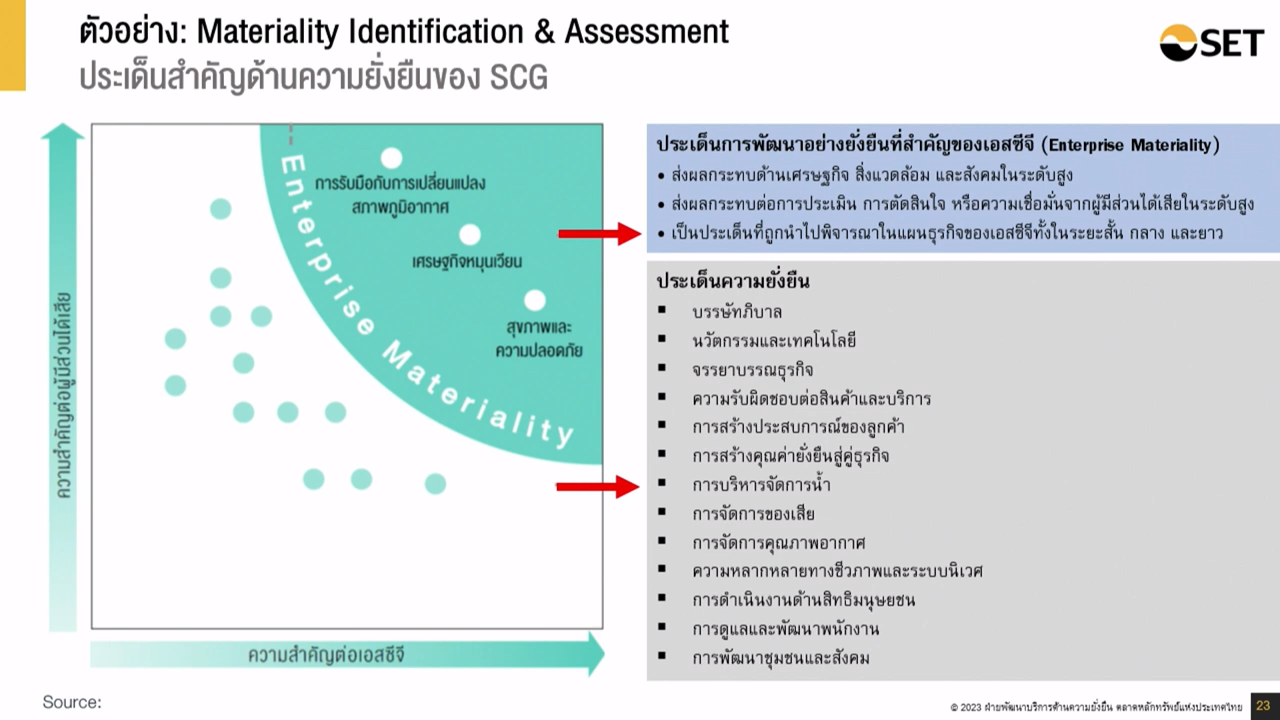 ตัวอย่าง: Materiality Identification & Assessment
ประเด็นสำคัญด้านความยั่งยืนของ SCG
SET
ความสำคัญต่อผู้มีส่วนได้เสีย
Enterprise Materiality
การรับมือกับการเปลี่ยนแปลง
สภาพภูมิอากาศ
เศรษฐกิจหมุนเวียน
สุขภาพและ
ความปลอดภัย
ความสำคัญต่อเอสซีจี
ประเด็นการพัฒนาอย่างยั่งยืนที่สำคัญของเอสซีจี (Enterprise Materiality)
• ส่งผลกระทบด้านเศรษฐกิจ สิ่งแวดล้อม และสังคมในระดับสูง
• ส่งผลกระทบต่อการประเมิน การตัดสินใจ หรือความเชื่อมั่นจากผู้มีส่วนได้เสียในระดับสูง
• เป็นประเด็นที่ถูกนำไปพิจารณาในแผนธุรกิจของเอสซีจีทั้งในระยะสั้น กลาง และยาว
ประเด็นความยั่งยืน
▪ บรรษัทภิบาล
▪ นวัตกรรมและเทคโนโลยี
▪ จรรยาบรรณธุรกิจ
▪ ความรับผิดชอบต่อสินค้าและบริการ
▪ การสร้างประสบการณ์ของลูกค้า
▪ การสร้างคุณค่ายั่งยืนสู่คู่ธุรกิจ
▪ การบริหารจัดการน้ำ
▪ การจัดการของเสีย
▪ การจัดการคุณภาพอากาศ
▪ ความหลากหลายทางชีวภาพและระบบนิเวศ
▪ การดำเนินงานด้านสิทธิมนุษยชน
▪ การดูแลและพัฒนาพนักงาน
▪ การพัฒนาชุมชนและสังคม
Source:
© 2023 ฝ่ายพัฒนาบริการด้านความยั่งยืน ตลาดหลักทรัพย์แห่งประเทศไทย 23